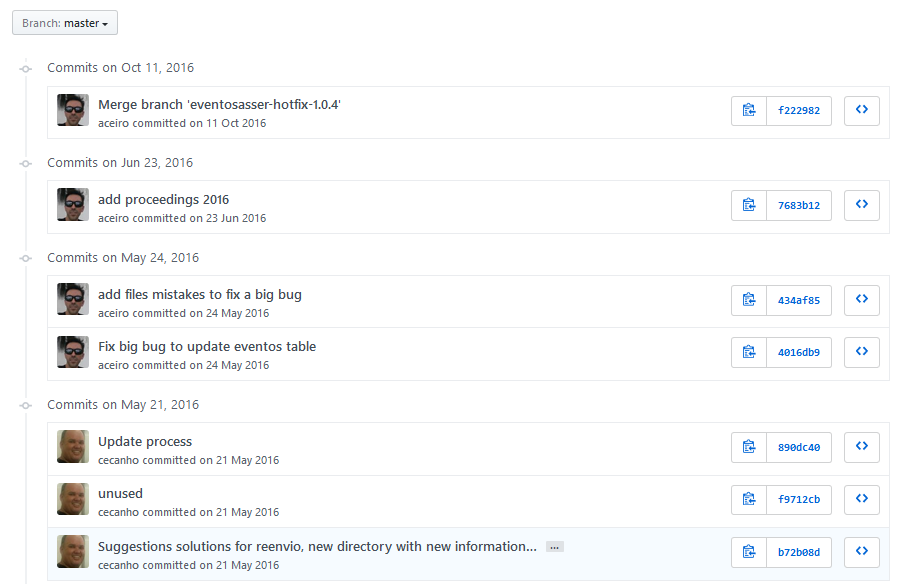 Branch: master
Commits on Oct 11, 2016
Merge branch 'eventosasser-hotfix-1.0.4'
f222982
aceiro committed on 11 Oct 2016
Commits on Jun 23, 2016
add proceedings 2016
7683b12
aceiro committed on 23 Jun 2016
Commits on May 24, 2016
add files mistakes to fix a big bug
434af85
aceiro committed on 24 May 2016
Fix big bug to update eventos table
4016db9
aceiro committed on 24 May 2016
Commits on May 21, 2016
Update process
890dc40
cecanho committed on 21 May 2016
unused
f9712cb
cecanho committed on 21 May 2016
Suggestions solutions for reenvio, new directory with new information... ...
b72b08d
cecanho committed on 21 May 2016